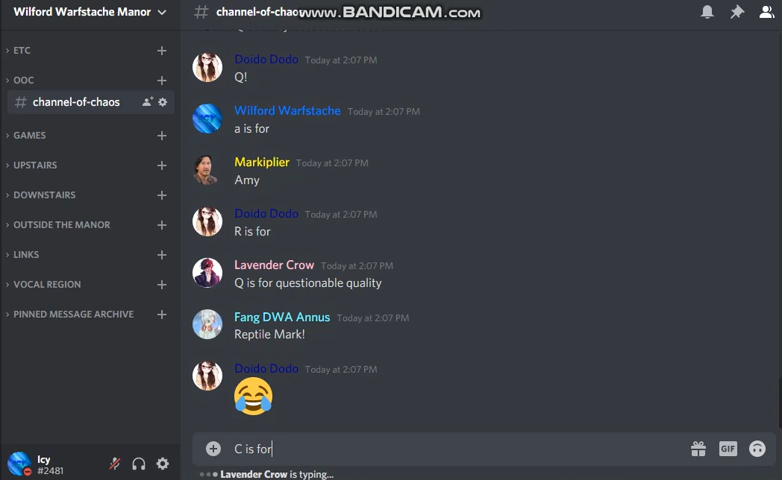 Wilford Warfstache Manor
# channel-of-chaos
www.BANDICAM.com
ETC
OOC
# channel-of-chaos
GAMES
UPSTAIRS
DOWNSTAIRS
OUTSIDE THE MANOR
LINKS
VOCAL REGION
PINNED MESSAGE ARCHIVE
Icy
#2481
Doido Dodo Today at 2:07 PM
Q!
Wilford Warfstache Today at 2:07 PM
a is for
Markiplier Today at 2:07 PM
Amy
Doido Dodo Today at 2:07 PM
R is for
Lavender Crow Today at 2:07 PM
Q is for questionable quality
Fang DWA Annus Today at 2:07 PM
Reptile Mark!
Doido Dodo Today at 2:07 PM
C is for
GIF
Lavender Crow is typing...